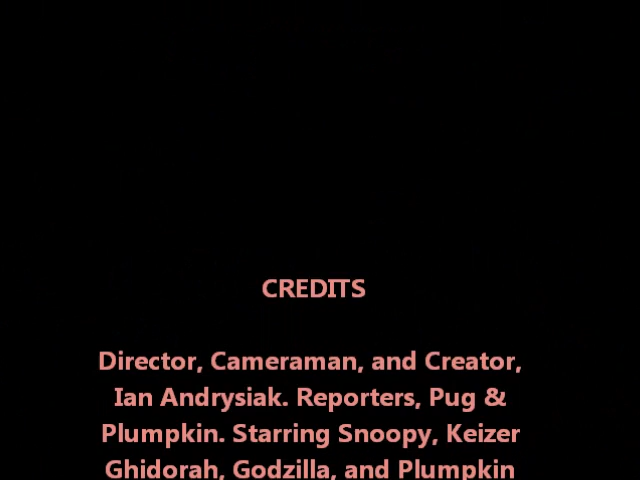 CREDITS
Director, Cameraman, and Creator,
Ian Andrysiak. Reporters, Pug &
Plumpkin. Starring Snoopy, Keizer
Ghidorah, Godzilla, and Plumpkin